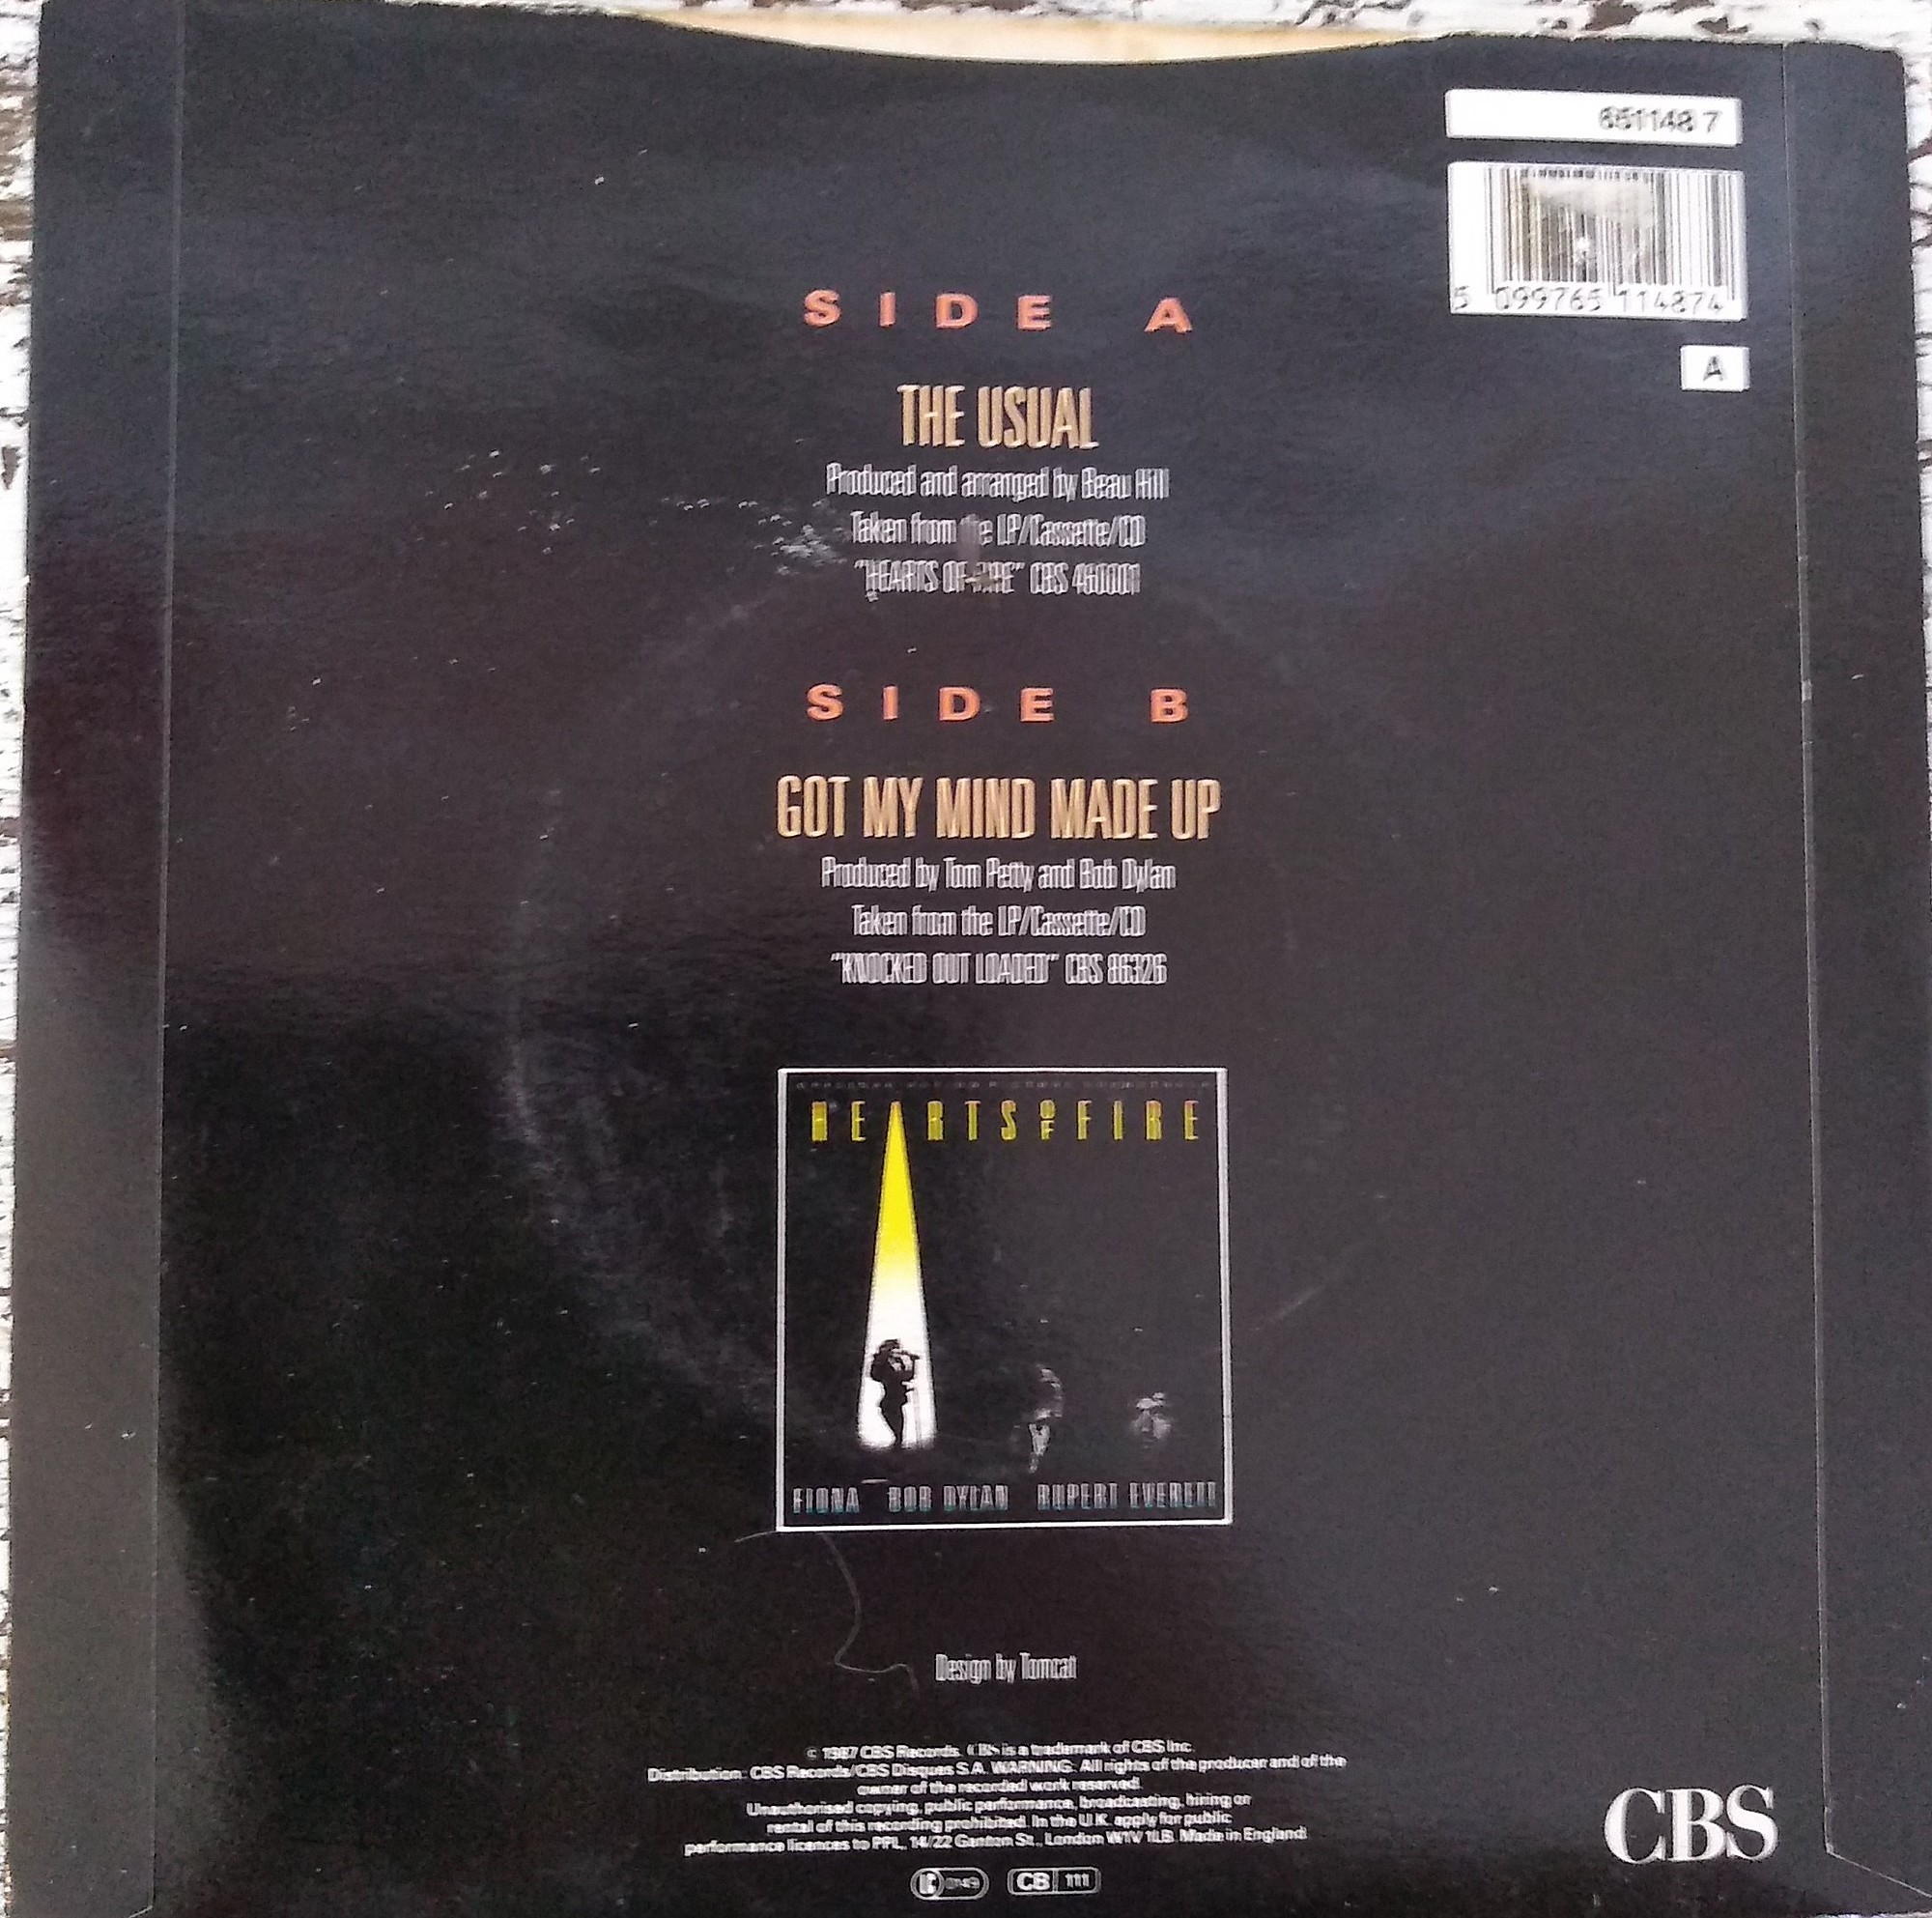 651148 7
5 099765 114874
A
SIDE A
THE USUAL
Produced and arranged by Beau Hill
Taken from the LP/Cassette/CD
"HEARTS OF FIRE" CBS 460001
SIDE B
GOT MY MIND MADE UP
Produced by Tom Petty and Bob Dylan
Taken from the LP/Cassette/CD
"KNOCKED OUT LOADED" CBS 86326
HEARTS OF FIRE
FIONA BOB DYLAN RUPERT EVERETT
Design by Tomcat
© 1987 CBS Records. CBS is a trademark of CBS Inc.
Distribution: CBS Records/CBS Disques S.A. WARNING: All rights of the producer and of the
owner of the recorded work reserved.
Unauthorised copying, public performance, broadcasting, hiring or
rental of this recording prohibited. In the U.K. apply for public
performance licences to PPL, 14/22 Ganton St., London W1V 1LB. Made in England
CB 111
CBS